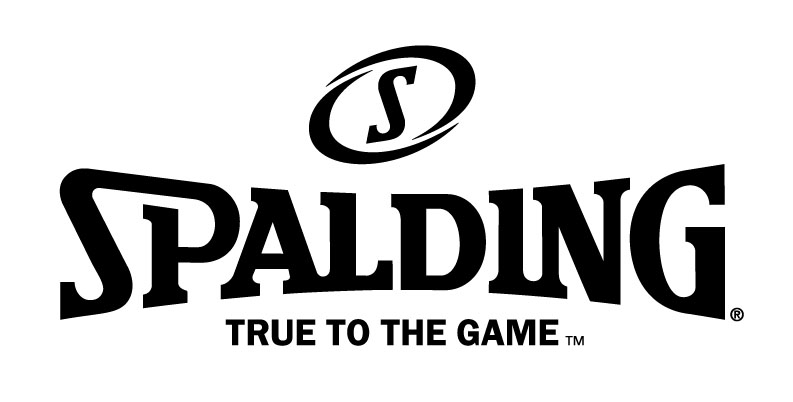 S
SPALDING®
TRUE TO THE GAME™